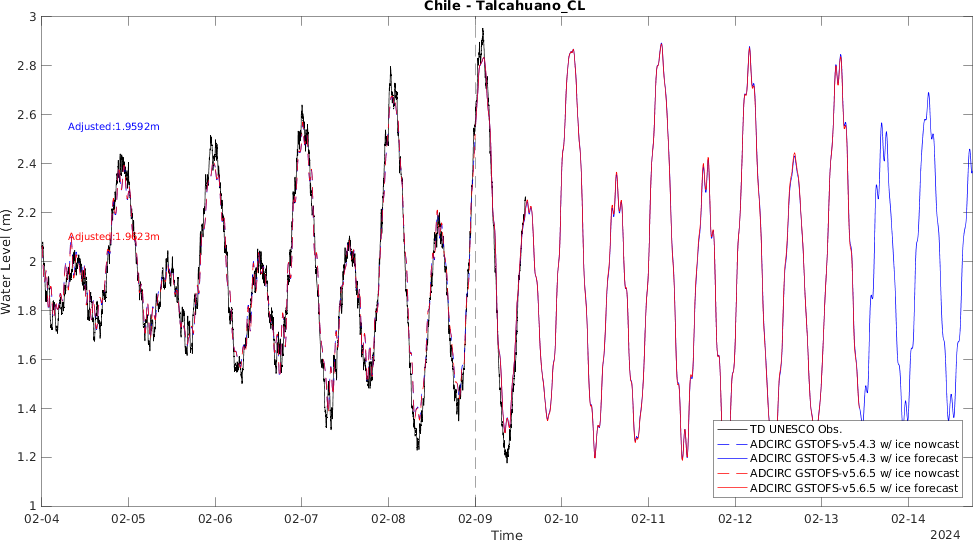 Chile - Talcahuano_CL
3
2.8
2.6
2.4
2.2
2
1.8
1.6
1.4
1.2
1
Water Level (m)
Adjusted:1.9592m
Adjusted:1.9623m
TD UNESCO Obs.
ADCIRC GSTOFS-v5.4.3 w/ ice nowcast
ADCIRC GSTOFS-v5.4.3 w/ ice forecast
ADCIRC GSTOFS-v5.6.5 w/ ice nowcast
ADCIRC GSTOFS-v5.6.5 w/ ice forecast
02-04 02-05 02-06 02-07 02-08 02-09 02-10 02-11 02-12 02-13 02-14
Time
2024